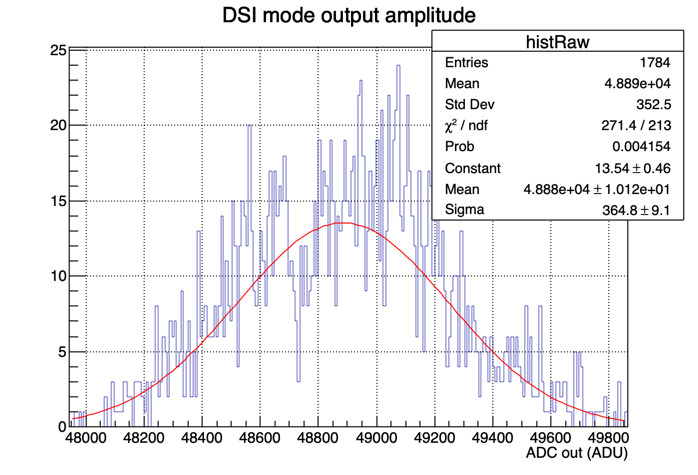 DSI mode output amplitude
histRaw
Entries 1784
Mean 4.889e+04
Std Dev 352.5
χ² / ndf 271.4 / 213
Prob 0.004154
Constant 13.54 ± 0.46
Mean 4.888e+04 ± 1.012e+01
Sigma 364.8 ± 9.1
25
20
15
10
5
0
48000 48200 48400 48600 48800 49000 49200 49400 49600 49800
ADC out (ADU)